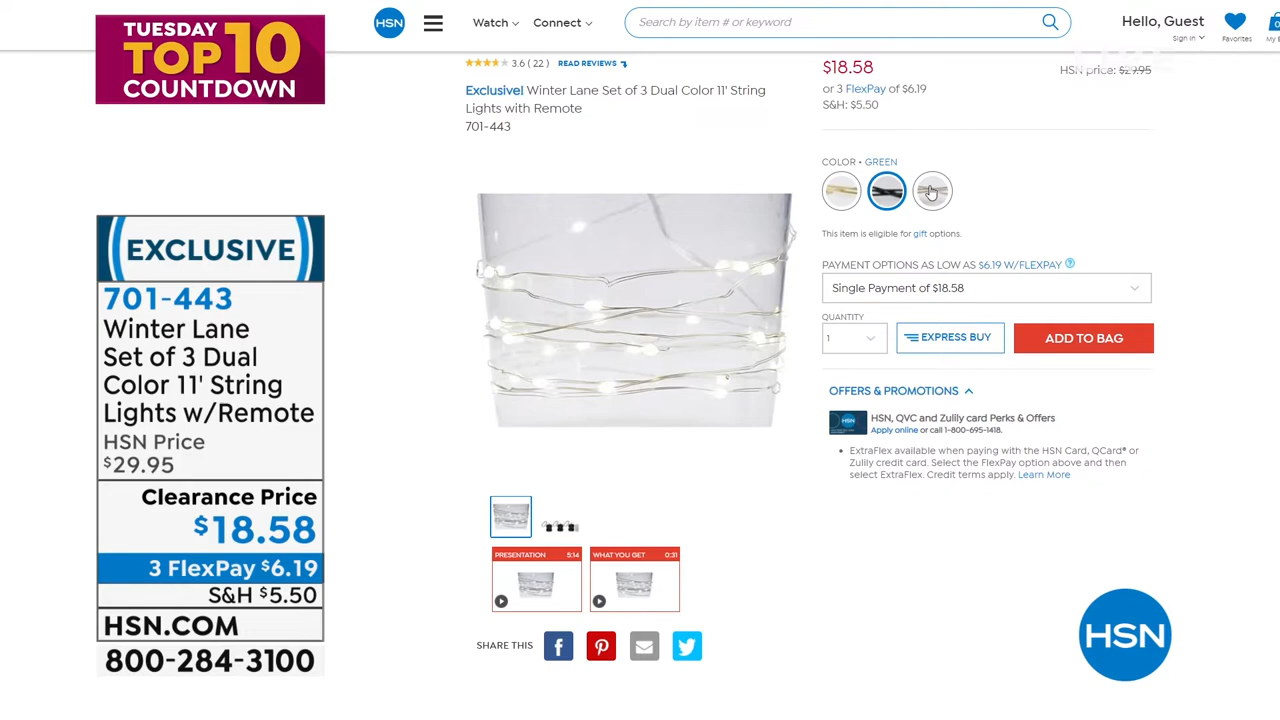 TUESDAY
TOP 10
COUNTDOWN
EXCLUSIVE
701-443
Winter Lane
Set of 3 Dual
Color 11' String
Lights w/Remote
HSN Price
$29.95
Clearance Price
$18.58
3 FlexPay $6.19
S&H $5.50
HSN.COM
800-284-3100
HSN
Watch
Connect
Search by item # or keyword
Hello, Guest
Sign In
Favorites
0
3.6 ( 22 )
READ REVIEWS
Exclusive! Winter Lane Set of 3 Dual Color 11' String
Lights with Remote
701-443
$18.58
HSN price: $29.95
or 3 FlexPay of $6.19
S&H: $5.50
COLOR • GREEN
This item is eligible for gift options.
PAYMENT OPTIONS AS LOW AS $6.19 W/FLEXPAY ?
Single Payment of $18.58
QUANTITY
1
EXPRESS BUY
ADD TO BAG
OFFERS & PROMOTIONS
HSN, QVC and Zulily card Perks & Offers
Apply online or call 1-800-695-1418.
• ExtraFlex available when paying with the HSN Card, QCard® or
Zulily credit card. Select the FlexPay option above and then
select ExtraFlex. Credit terms apply. Learn More
PRESENTATION 5:14
WHAT YOU GET 0:31
SHARE THIS
HSN